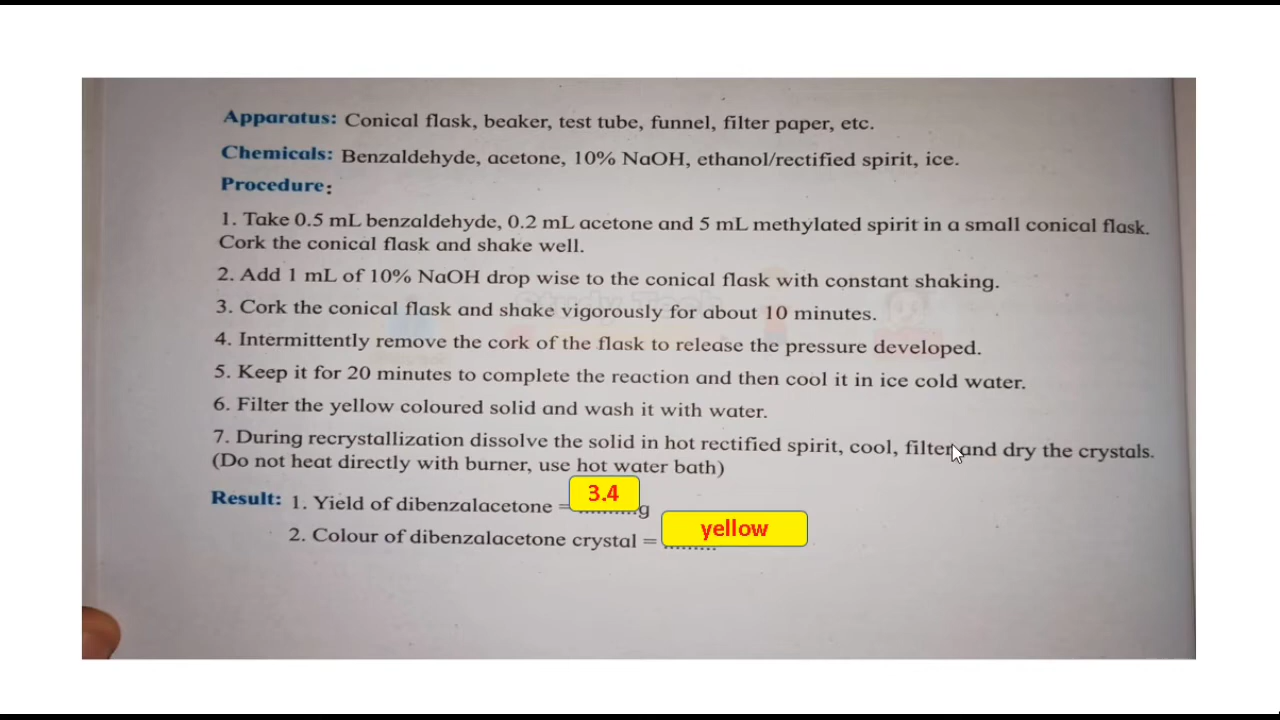 Apparatus: Conical flask, beaker, test tube, funnel, filter paper, etc.
Chemicals: Benzaldehyde, acetone, 10% NaOH, ethanol/rectified spirit, ice.
Procedure:
1. Take 0.5 mL benzaldehyde, 0.2 mL acetone and 5 mL methylated spirit in a small conical flask.
Cork the conical flask and shake well.
2. Add 1 mL of 10% NaOH drop wise to the conical flask with constant shaking.
3. Cork the conical flask and shake vigorously for about 10 minutes.
4. Intermittently remove the cork of the flask to release the pressure developed.
5. Keep it for 20 minutes to complete the reaction and then cool it in ice cold water.
6. Filter the yellow coloured solid and wash it with water.
7. During recrystallization dissolve the solid in hot rectified spirit, cool, filter and dry the crystals.
(Do not heat directly with burner, use hot water bath)
Result: 1. Yield of dibenzalacetone = 3.4 ..........g
2. Colour of dibenzalacetone crystal = yellow .........